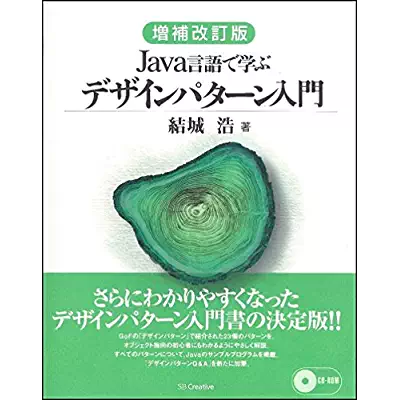 増補改訂版
Java言語で学ぶ
デザインパターン入門
結城 浩 著
さらにわかりやすくなった
デザインパターン入門書の決定版!!
GoFの『デザインパターン』で紹介された23個のパターンを、
オブジェクト指向の初心者にもわかるようにやさしく解説。
すべてのパターンについて、Javaのサンプルプログラムを掲載。
"デザインパターンQ&A"を新たに加筆。
CD-ROM
SB Creative